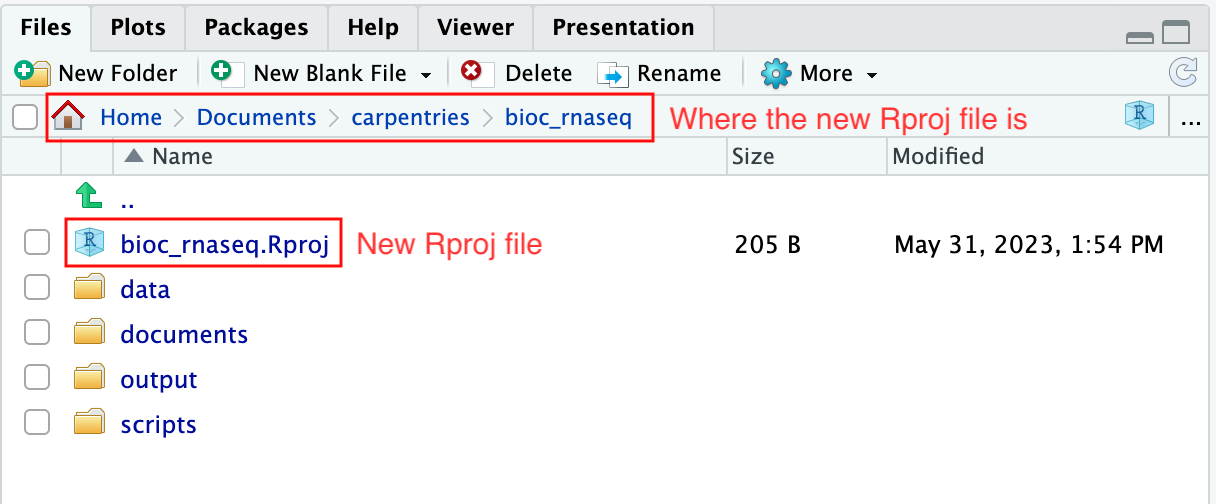 Files Plots Packages Help Viewer Presentation
New Folder New Blank File Delete Rename More
Home Documents carpentries bioc_rnaseq Where the new Rproj file is R ...
Name Size Modified
..
R bioc_rnaseq.Rproj New Rproj file 205 B May 31, 2023, 1:54 PM
data
documents
output
scripts